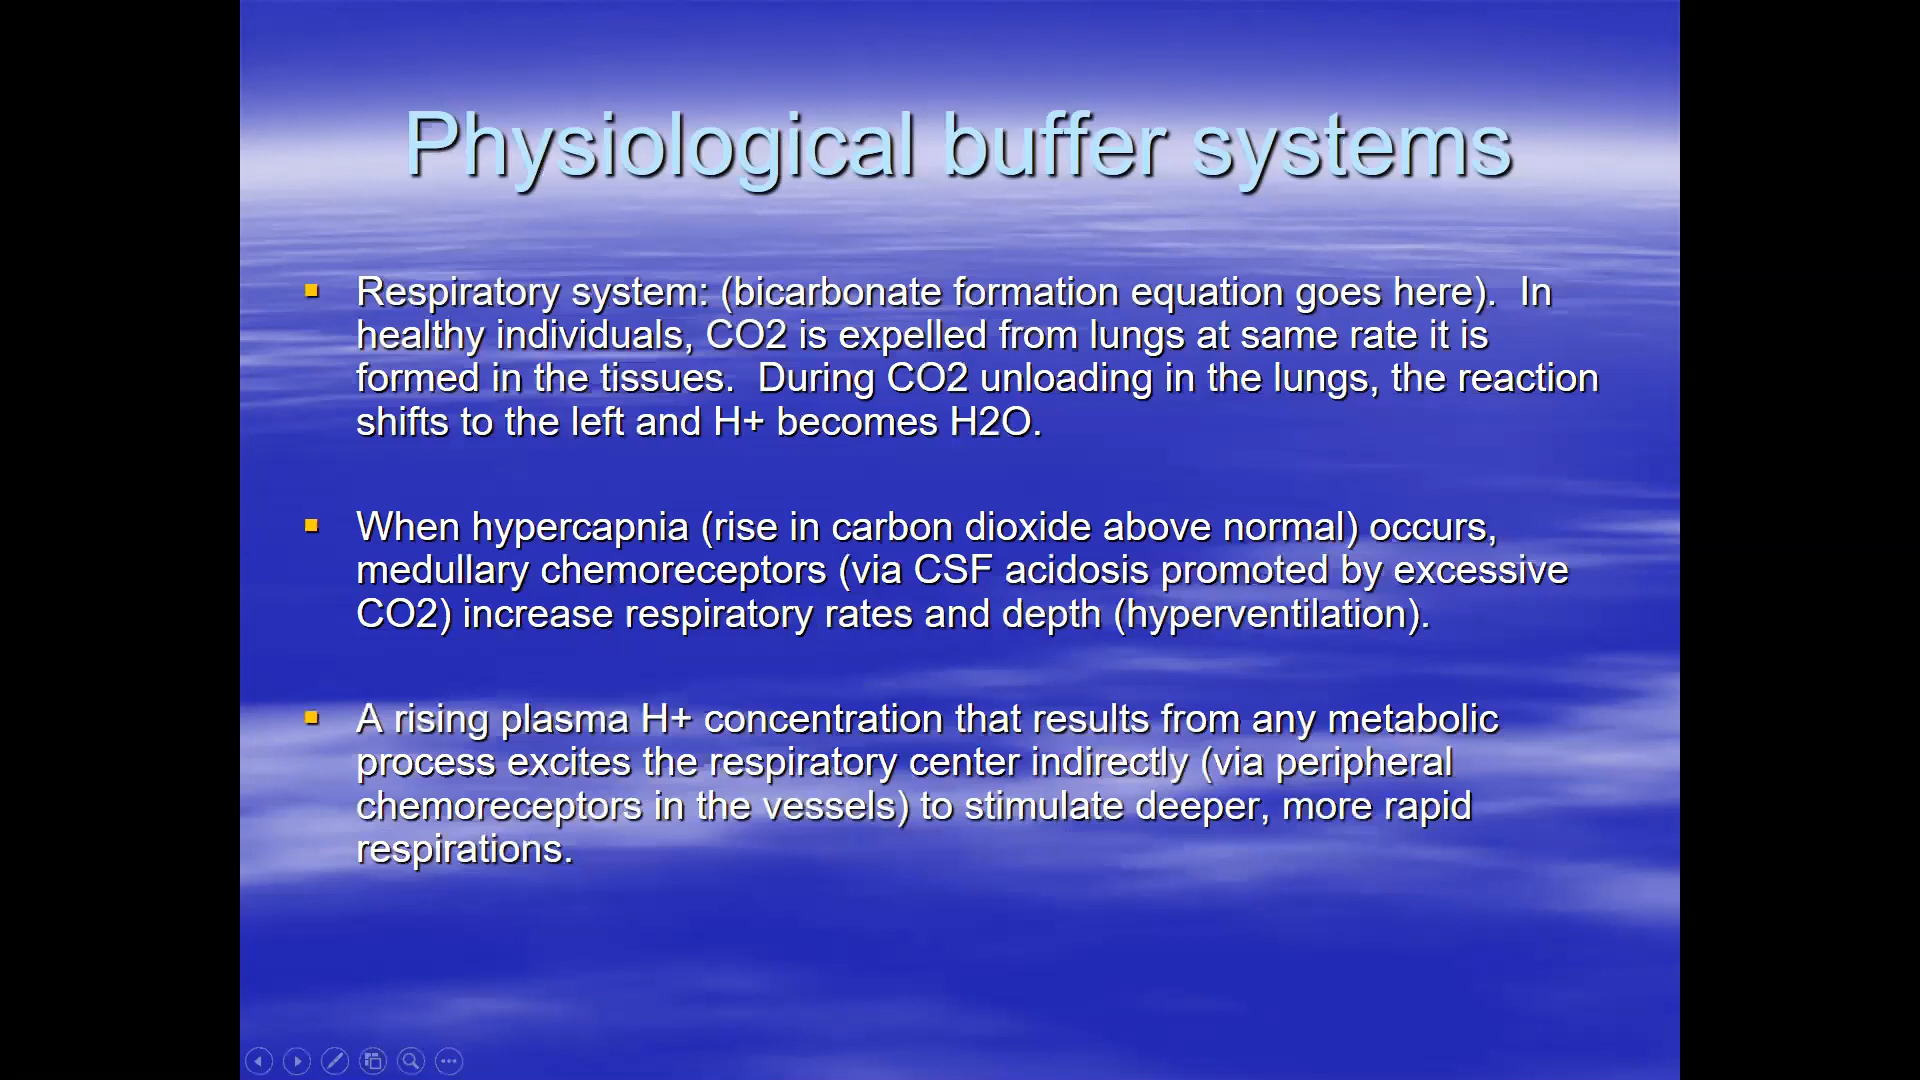 Physiological buffer systems
Respiratory system: (bicarbonate formation equation goes here).  In
healthy individuals, CO2 is expelled from lungs at same rate it is
formed in the tissues.  During CO2 unloading in the lungs, the reaction
shifts to the left and H+ becomes H2O.
When hypercapnia (rise in carbon dioxide above normal) occurs,
medullary chemoreceptors (via CSF acidosis promoted by excessive
CO2) increase respiratory rates and depth (hyperventilation).
A rising plasma H+ concentration that results from any metabolic
process excites the respiratory center indirectly (via peripheral
chemoreceptors in the vessels) to stimulate deeper, more rapid
respirations.